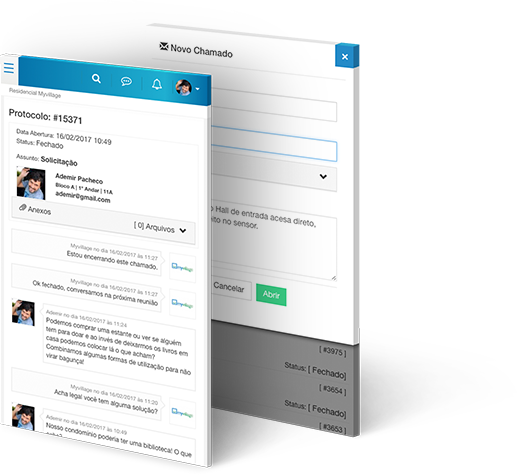 Novo Chamado
×
Residencial Myvillage
Protocolo: #15371
Data Abertura: 16/02/2017 10:49
Status: Fechado
Assunto: Solicitação
Ademir Pacheco
Bloco A | 1° Andar | 11A
ademir@gmail.com
Anexos
[ 0] Arquivos
Myvillage no dia 16/02/2017 às 11:27
Estou encerrando este chamado.
Myvillage no dia 16/02/2017 às 11:27
Ok fechado, conversamos na próxima reunião
Ademir no dia 16/02/2017 às 11:24
Podemos comprar uma estante ou ver se alguém
tem para doar e ao invés de deixarmos os livros em
casa podemos colocar lá o que acham?
Combinamos algumas formas de utilização para não
virar bagunça!
Myvillage no dia 16/02/2017 às 11:20
Acha legal você tem alguma solução?
Ademir no dia 16/02/2017 às 10:49
Nosso condomínio poderia ter uma biblioteca! O que
o Hall de entrada acesa direto,
ito no sensor.
Cancelar
Abrir
[ #3975 ]
Status: [ Fechado]
[ #3654 ]
Status: [ Fechado]
[ #3653 ]